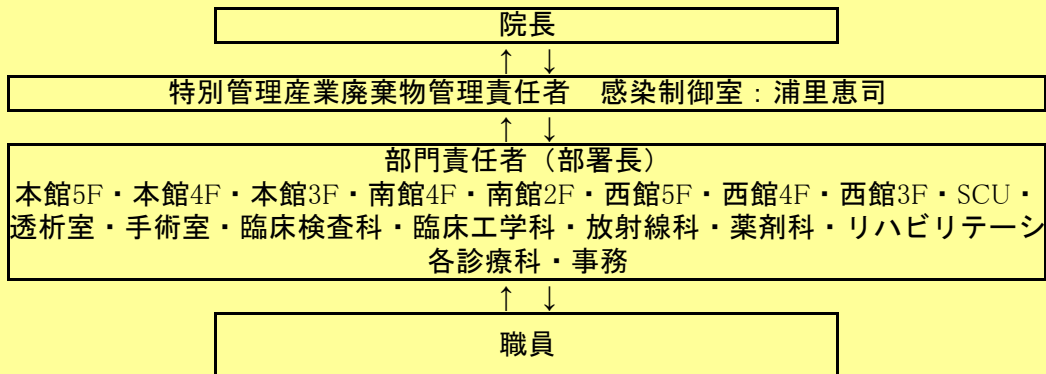 院長
↑ ↓
特別管理産業廃棄物管理責任者　感染制御室：浦里恵司
↑ ↓
部門責任者（部署長）
本館5F・本館4F・本館3F・南館4F・南館2F・西館5F・西館4F・西館3F・SCU・
透析室・手術室・臨床検査科・臨床工学科・放射線科・薬剤科・リハビリテーシ
各診療科・事務
↑ ↓
職員